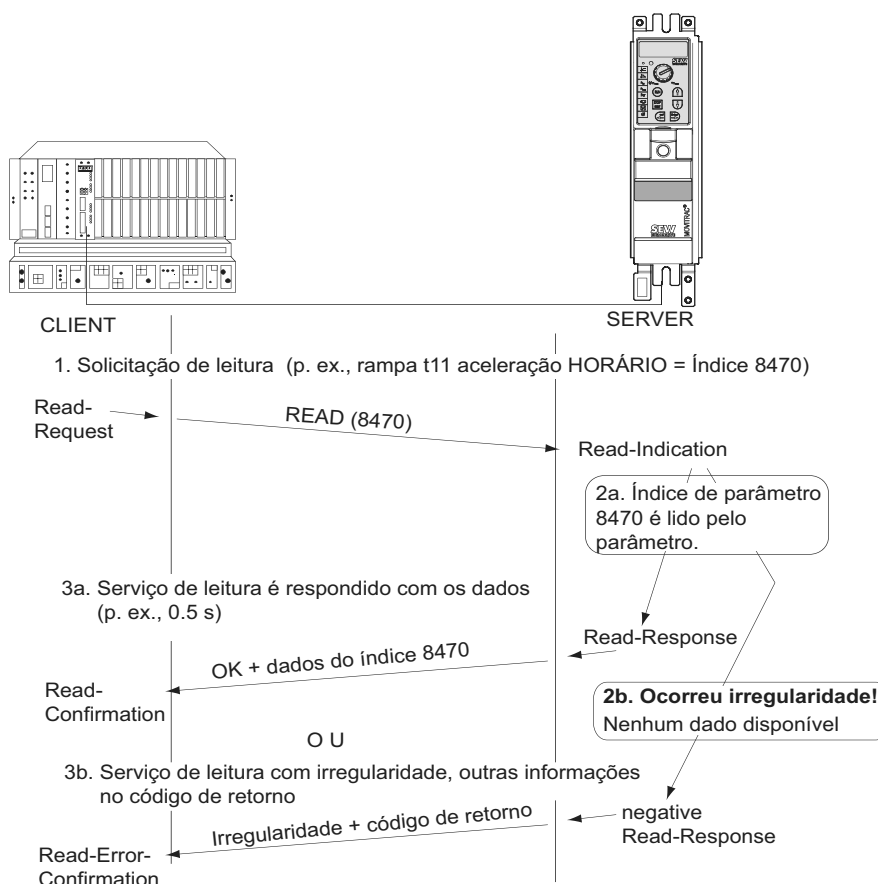 SEW
SEW
MOVITRAC®
CLIENT
SERVER
1. Solicitação de leitura (p. ex., rampa t11 aceleração HORÁRIO = Índice 8470)
Read-
Request
READ (8470)
Read-Indication
2a. Índice de parâmetro
8470 é lido pelo
parâmetro.
3a. Serviço de leitura é respondido com os dados
(p. ex., 0.5 s)
Read-Response
OK + dados do índice 8470
Read-
Confirmation
2b. Ocorreu irregularidade!
Nenhum dado disponível
O U
3b. Serviço de leitura com irregularidade, outras informações
no código de retorno
negative
Read-Response
Irregularidade + código de retorno
Read-Error-
Confirmation